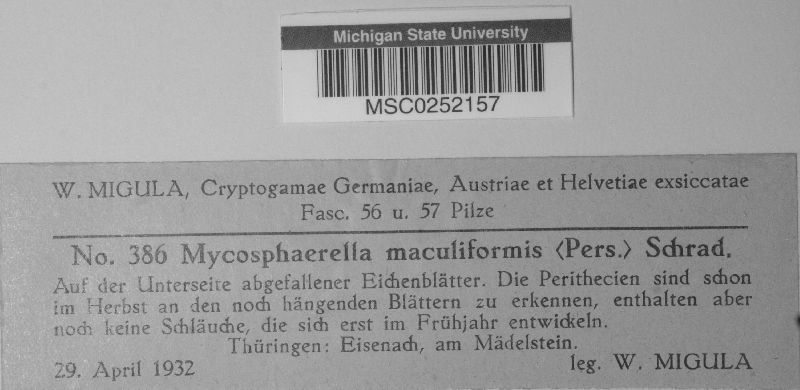 Michigan State University
MSC0252157
W. MIGULA, Cryptogamae Germaniae, Austriae et Helvetiae exsiccatae
Fasc. 56 u. 57 Pilze
No. 386 Mycosphaerella maculiformis (Pers.) Schrad.
Auf der Unterseite abgefallener Eichenblätter. Die Perithecien sind schon
im Herbst an den noch hängenden Blättern zu erkennen, enthalten aber
noch keine Schläuche, die sich erst im Frühjahr entwickeln.
Thüringen: Eisenach, am Mädelstein.
29. April 1932
leg. W. MIGULA